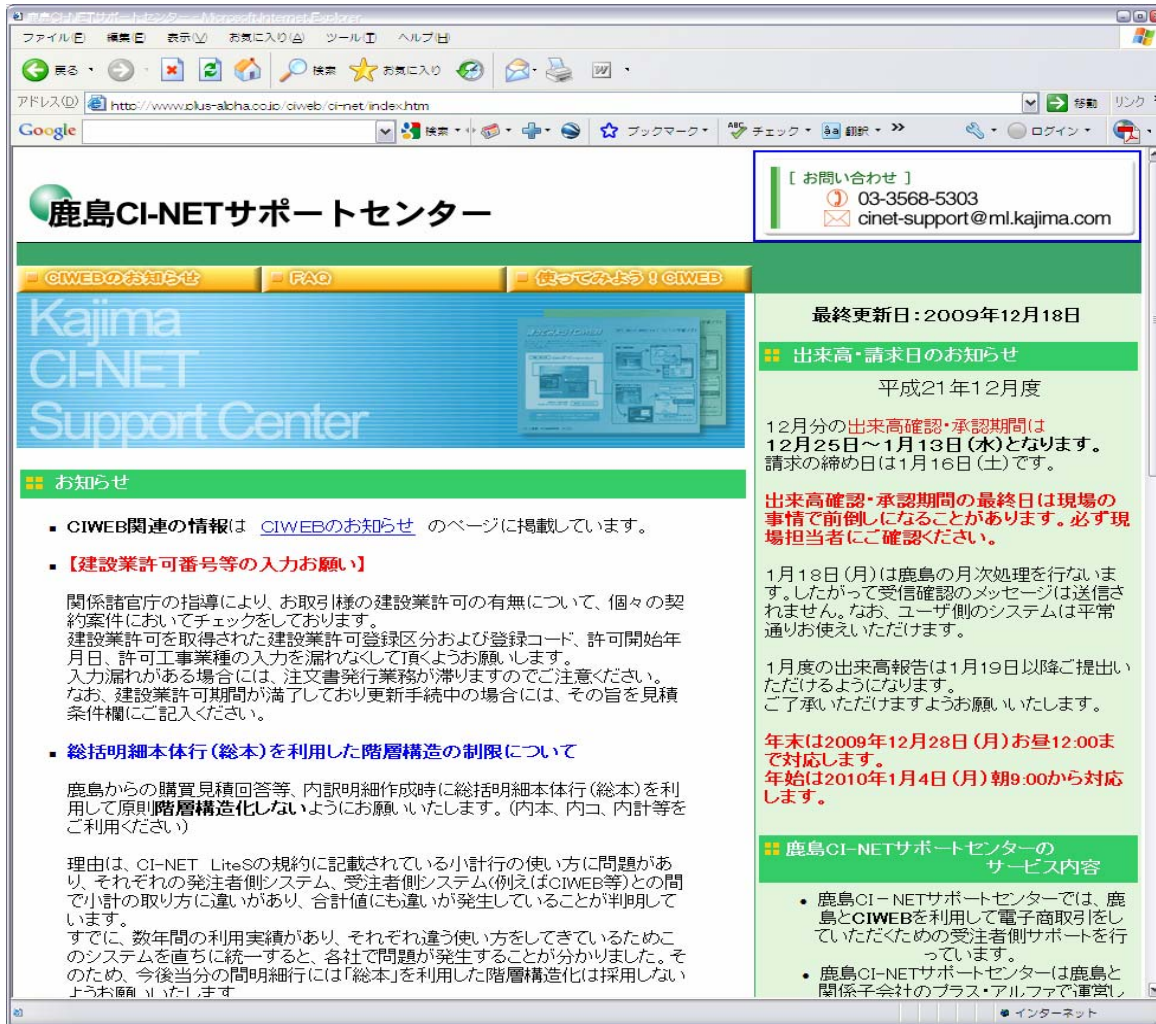 鹿島CI-NETサポートセンター - Microsoft Internet Explorer
ファイル(F) 編集(E) 表示(V) お気に入り(A) ツール(T) ヘルプ(H)
戻る 検索 お気に入り
アドレス(D) http://www.plus-alpha.co.jp/ciweb/ci-net/index.htm 移動 リンク
Google 検索 ブックマーク チェック 翻訳 ログイン
鹿島CI-NETサポートセンター
[ お問い合わせ ]
03-3568-5303
cinet-support@ml.kajima.com
CIWEBのお知らせ FAQ 使ってみよう!CIWEB
Kajima
CI-NET
Support Center
お知らせ
▪ CIWEB関連の情報は CIWEBのお知らせ のページに掲載しています。
▪ 【建設業許可番号等の入力お願い】
関係諸官庁の指導により、お取引様の建設業許可の有無について、個々の契
約案件においてチェックをしております。
建設業許可を取得された建設業許可登録区分および登録コード、許可開始年
月日、許可工事業種の入力を漏れなくして頂くようお願いします。
入力漏れがある場合には、注文書発行業務が滞りますのでご注意ください。
なお、建設業許可期間が満了しており更新手続中の場合には、その旨を見積
条件欄にご記入ください。
▪ 総括明細本体行(総本)を利用した階層構造の制限について
鹿島からの購買見積回答等、内訳明細作成時に総括明細本体行(総本)を利
用して原則階層構造化しないようにお願いいたします。(内本、内コ、内計等を
ご利用ください)
理由は、CI-NET LiteSの規約に記載されている小計行の使い方に問題があ
り、それぞれの発注者側システム、受注者側システム(例えばCIWEB等)との間
で小計の取り方に違いがあり、合計値にも違いが発生していることが判明して
います。
すでに、数年間の利用実績があり、それぞれ違う使い方をしてきているためこ
のシステムを直ちに統一すると、各社で問題が発生することが分かりました。そ
のため、今後当分の間明細行には「総本」を利用した階層構造化は採用しない
ようお願いいたします
最終更新日:2009年12月18日
出来高・請求日のお知らせ
平成21年12月度
12月分の出来高確認・承認期間は
12月25日~1月13日(水)となります。
請求の締め日は1月16日(土)です。
出来高確認・承認期間の最終日は現場の
事情で前倒しになることがあります。必ず現
場担当者にご確認ください。
1月18日(月)は鹿島の月次処理を行ないま
す。したがって受信確認のメッセージは送信さ
れません。なお、ユーザ側のシステムは平常
通りお使えいただけます。
1月度の出来高報告は1月19日以降ご提出い
ただけるようになります。
ご了承いただけますようお願いいたします。
年末は2009年12月28日(月)お昼12:00ま
で対応します。
年始は2010年1月4日(月)朝9:00から対応
します。
鹿島CI-NETサポートセンターの
サービス内容
• 鹿島CI-NETサポートセンターでは、鹿
島とCIWEBを利用して電子商取引をし
ていただくための受注者側サポートを行
っています。
• 鹿島CI-NETサポートセンターは鹿島と
関係子会社のプラス・アルファで運営し
インターネット